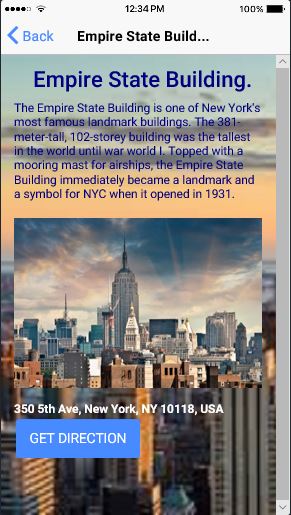 12:34 PM
100%
Back
Empire State Build...
Empire State Building.
The Empire State Building is one of New York's
most famous landmark buildings. The 381-
meter-tall, 102-storey building was the tallest
in the world until war world I. Topped with a
mooring mast for airships, the Empire State
Building immediately became a landmark and
a symbol for NYC when it opened in 1931.
350 5th Ave, New York, NY 10118, USA
GET DIRECTION